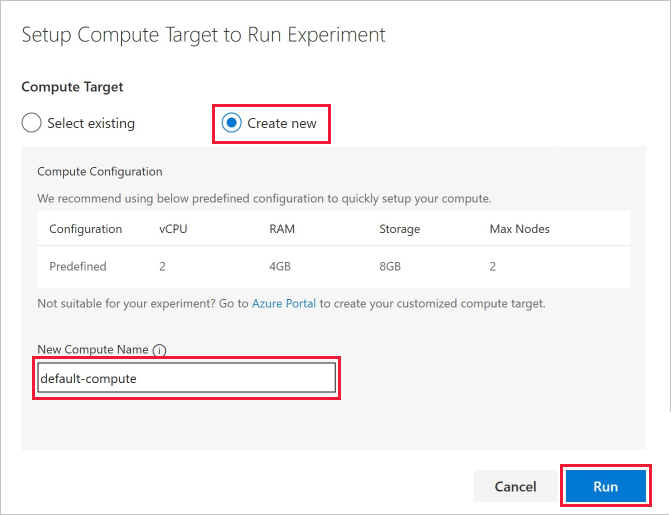 Setup Compute Target to Run Experiment
Compute Target
Select existing Create new
Compute Configuration
We recommend using below predefined configuration to quickly setup your compute.
Configuration vCPU RAM Storage Max Nodes
Predefined 2 4GB 8GB 2
Not suitable for your experiment? Go to Azure Portal to create your customized compute target.
New Compute Name
default-compute
Cancel Run